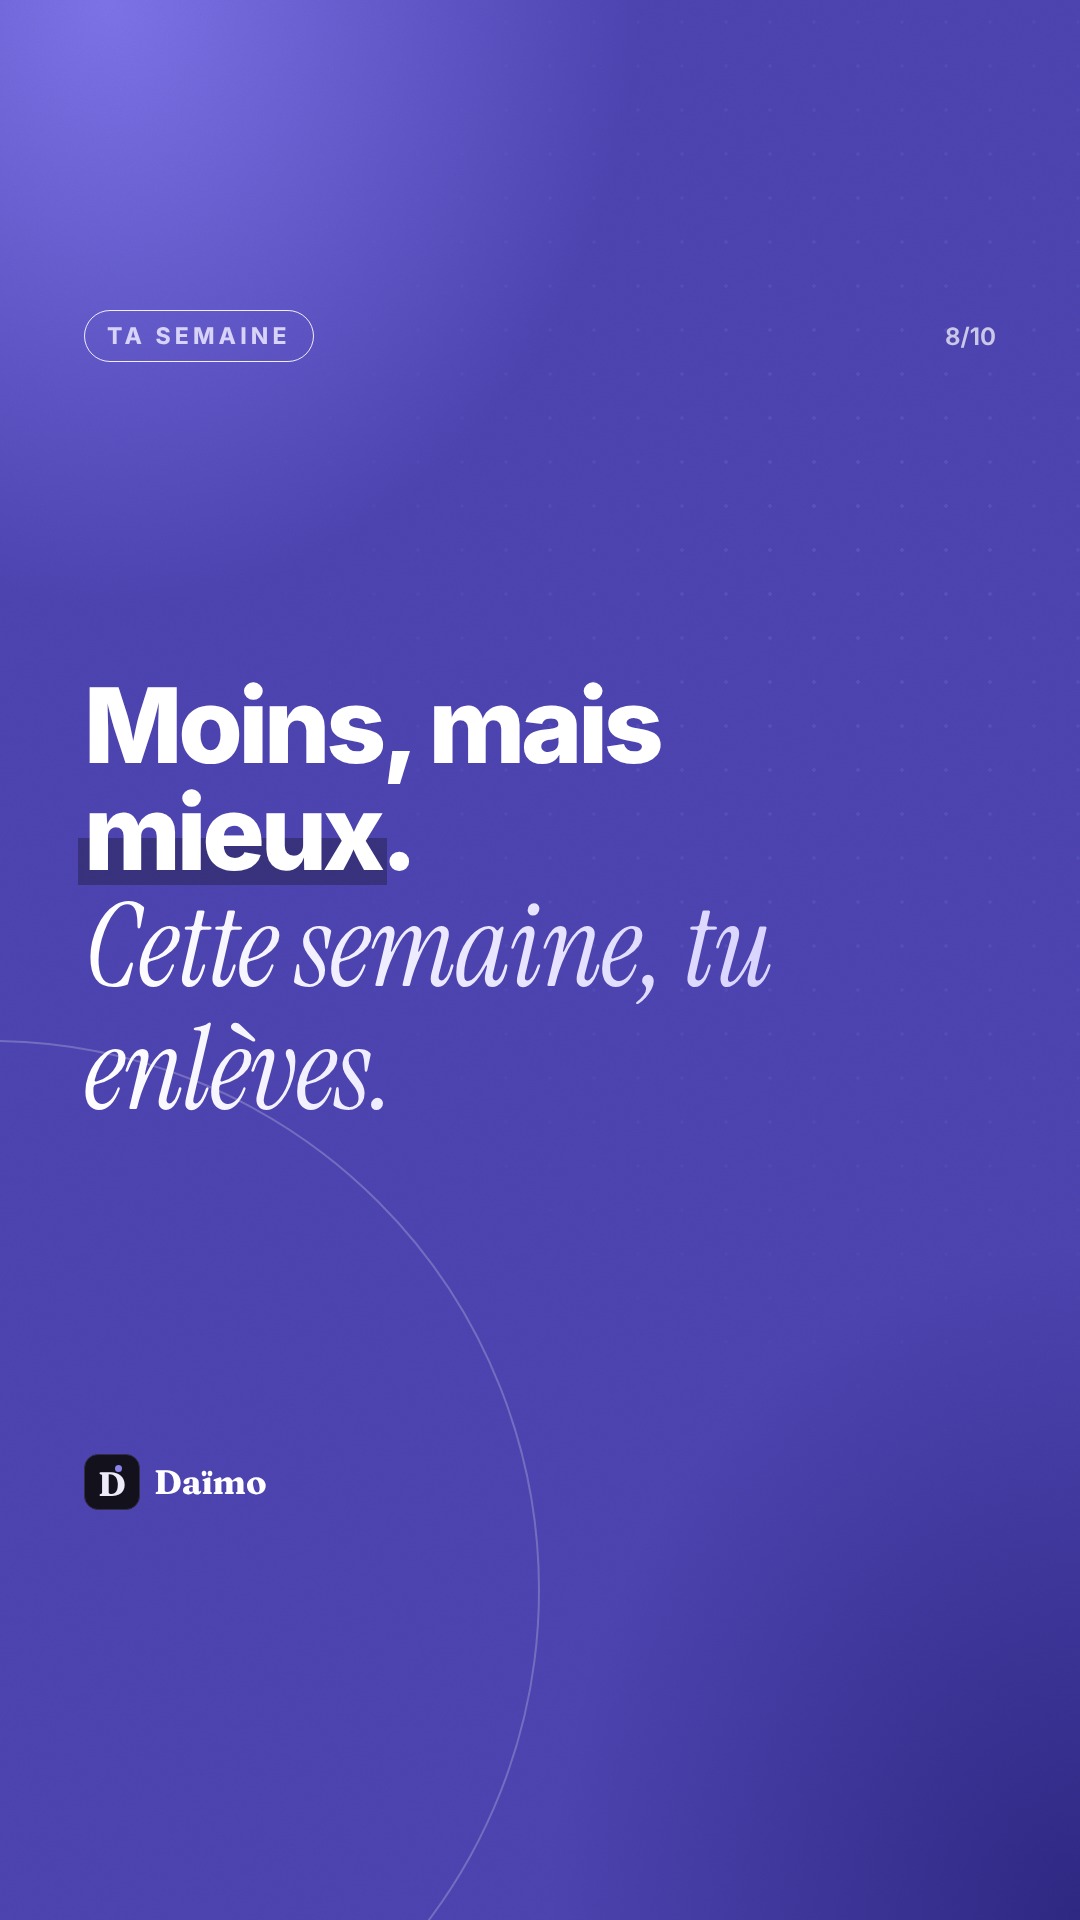 TA SEMAINE
8/10
Moins, mais
mieux.
Cette semaine, tu
enlèves.
D
Daïmo